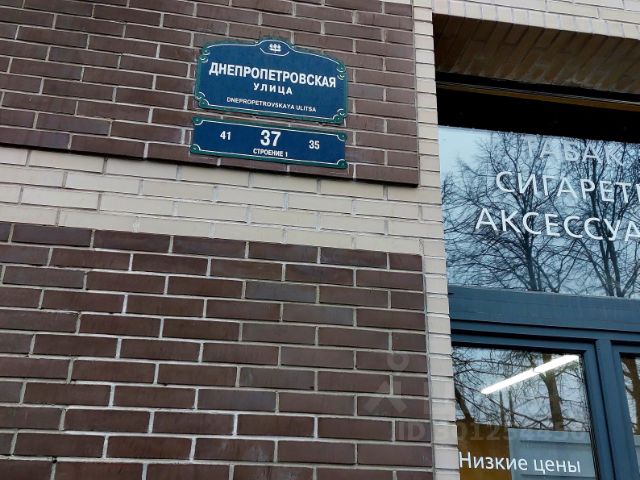 ДНЕПРОПЕТРОВСКАЯ
УЛИЦА
DNEPROPETROVSKAYA ULITSA
41 37 35
СТРОЕНИЕ 1
ТАБАК
СИГАРЕТ
АКСЕССУА
Низкие цены